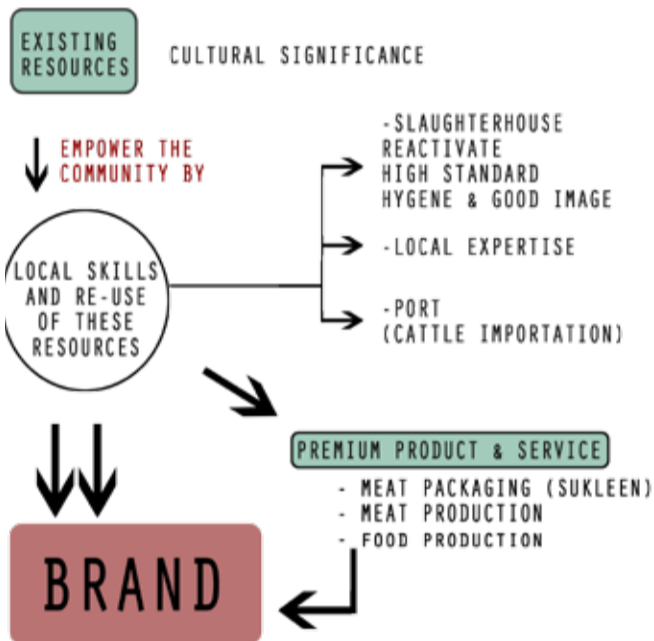 EXISTING
RESOURCES
CULTURAL SIGNIFICANCE
EMPOWER THE
COMMUNITY BY
-SLAUGHTERHOUSE
REACTIVATE
HIGH STANDARD
HYGENE & GOOD IMAGE
-LOCAL EXPERTISE
-PORT
(CATTLE IMPORTATION)
LOCAL SKILLS
AND RE-USE
OF THESE
RESOURCES
PREMIUM PRODUCT & SERVICE
- MEAT PACKAGING (SUKLEEN)
- MEAT PRODUCTION
- FOOD PRODUCTION
BRAND